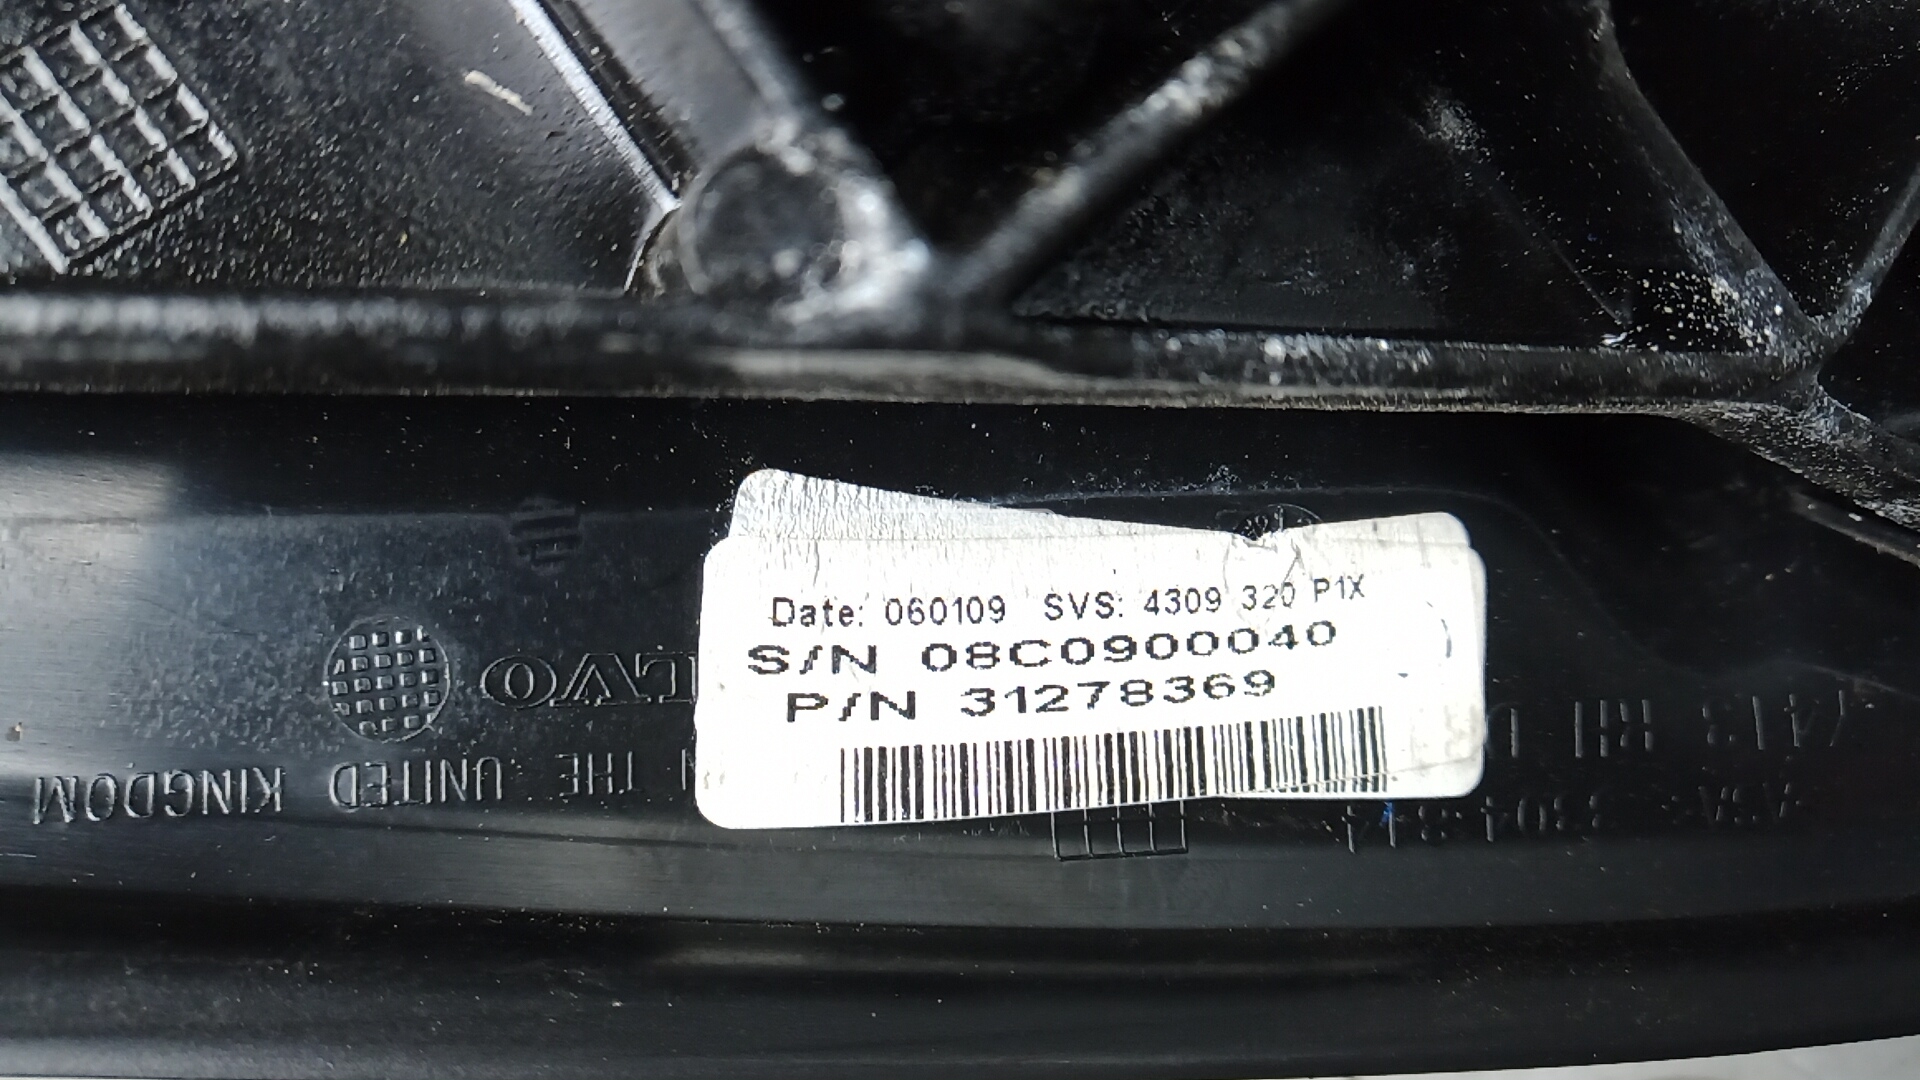 Date: 060109 SVS: 4309 320 P1X
S/N 08C0900040
P/N 31278369
THE UNITED KINGDOM